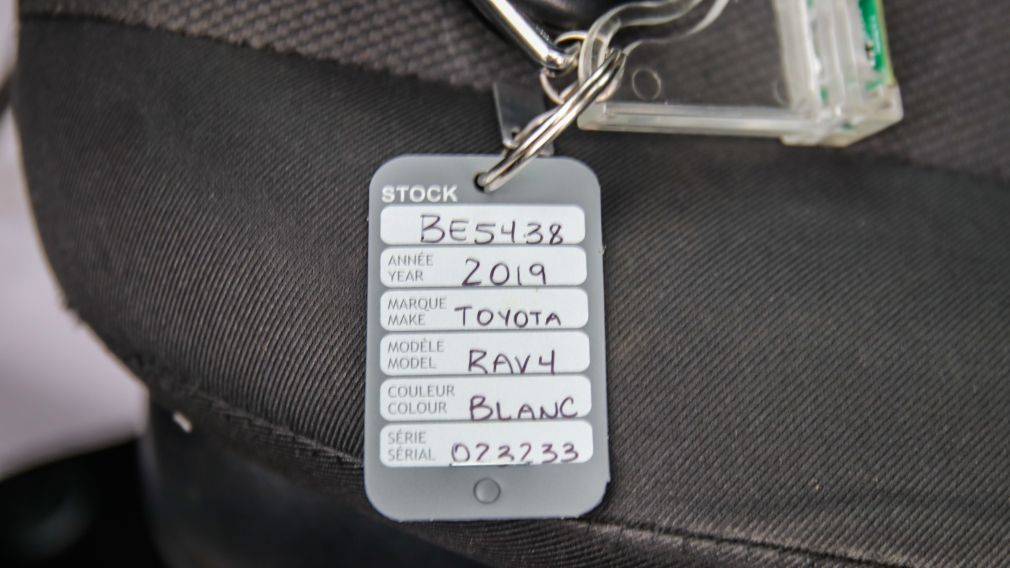 STOCK
BE5438
ANNÉE
YEAR 2019
MARQUE
MAKE TOYOTA
MODÈLE
MODEL RAV4
COULEUR
COLOUR BLANC
SÉRIE
SÉRIAL 023233